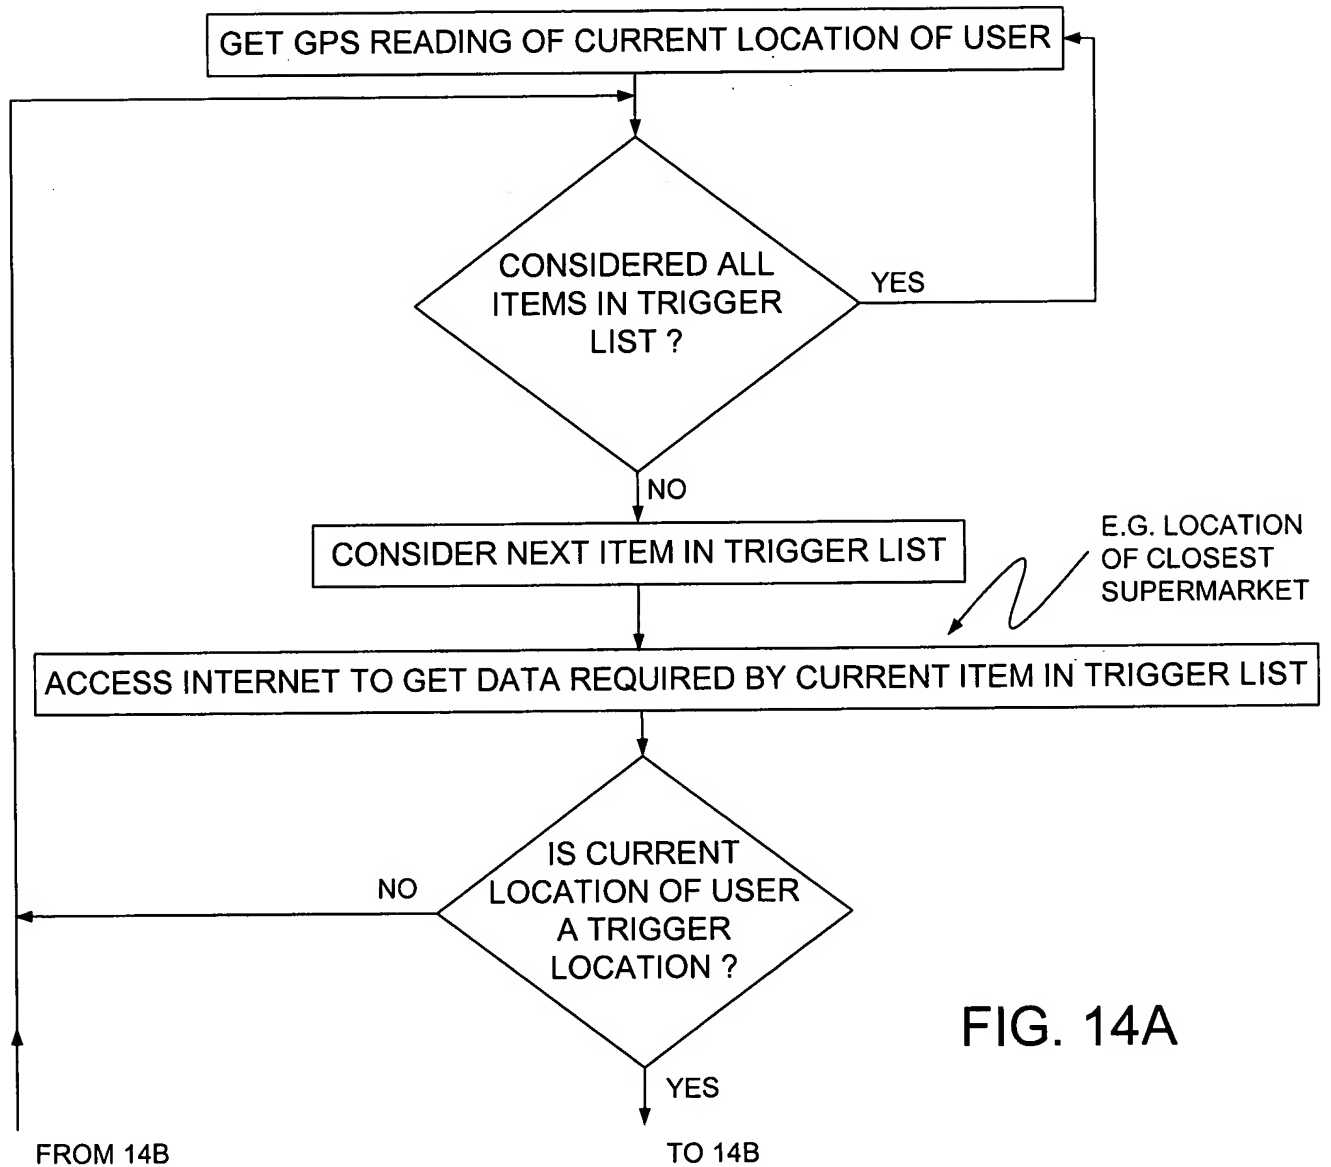 GET GPS READING OF CURRENT LOCATION OF USER
CONSIDERED ALL
ITEMS IN TRIGGER
LIST ?
YES
NO
CONSIDER NEXT ITEM IN TRIGGER LIST
E.G. LOCATION
OF CLOSEST
SUPERMARKET
ACCESS INTERNET TO GET DATA REQUIRED BY CURRENT ITEM IN TRIGGER LIST
IS CURRENT
LOCATION OF USER
A TRIGGER
LOCATION ?
NO
YES
FIG. 14A
FROM 14B
TO 14B